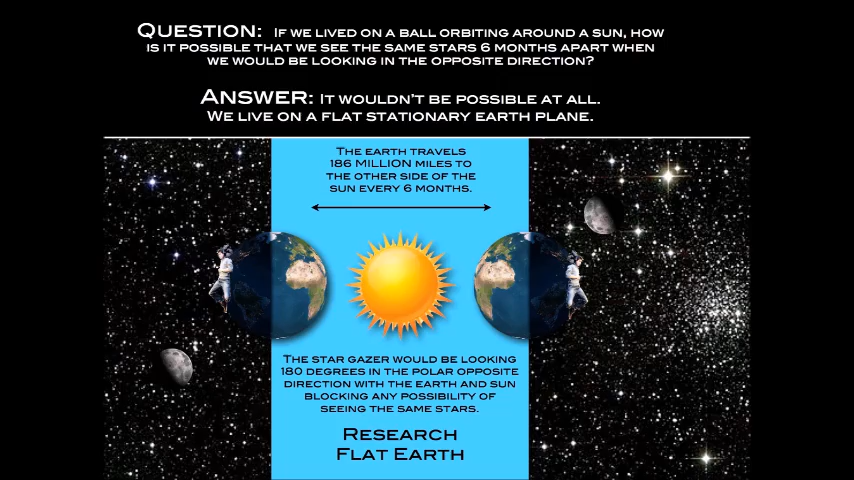 QUESTION: IF WE LIVED ON A BALL ORBITING AROUND A SUN, HOW
IS IT POSSIBLE THAT WE SEE THE SAME STARS 6 MONTHS APART WHEN
WE WOULD BE LOOKING IN THE OPPOSITE DIRECTION?
ANSWER: IT WOULDN'T BE POSSIBLE AT ALL.
WE LIVE ON A FLAT STATIONARY EARTH PLANE.
THE EARTH TRAVELS
186 MILLION MILES TO
THE OTHER SIDE OF THE
SUN EVERY 6 MONTHS.
THE STAR GAZER WOULD BE LOOKING
180 DEGREES IN THE POLAR OPPOSITE
DIRECTION WITH THE EARTH AND SUN
BLOCKING ANY POSSIBILITY OF
SEEING THE SAME STARS.
RESEARCH
FLAT EARTH